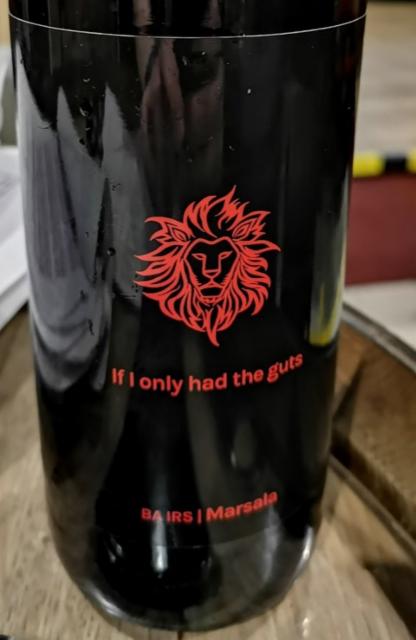 If I only had the guts
BA IRS | Marsala